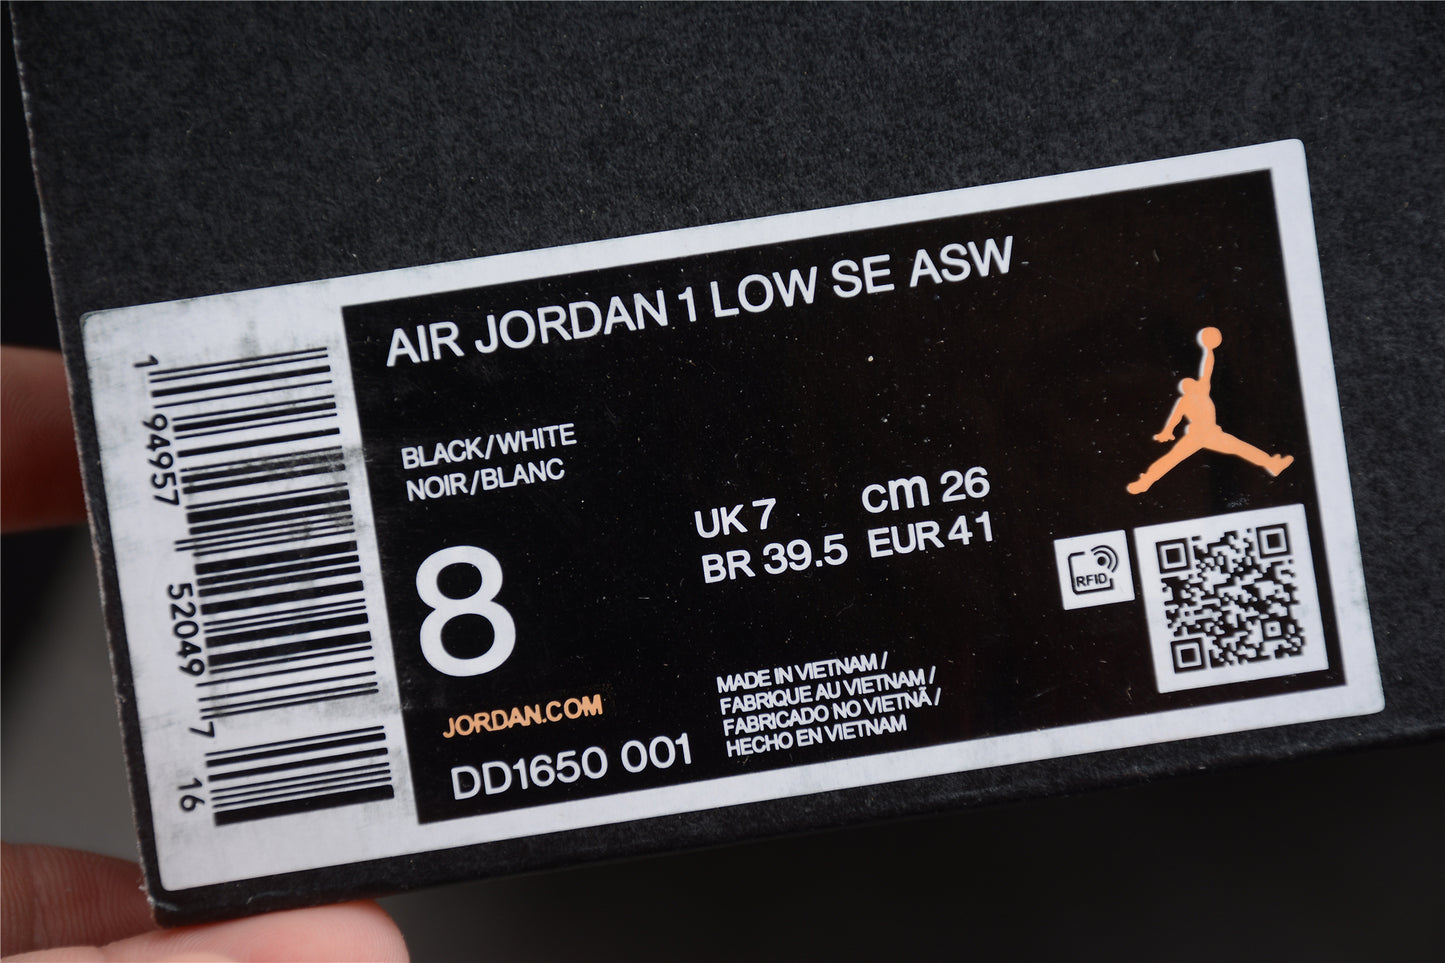 AIR JORDAN 1 LOW SE ASW
BLACK/WHITE
NOIR/BLANC
8
UK 7 cm 26
BR 39.5 EUR 41
RFID
JORDAN.COM
DD1650 001
MADE IN VIETNAM /
FABRIQUE AU VIETNAM /
FABRICADO NO VIETNÃ /
HECHO EN VIETNAM
1 94957 52049 7 16